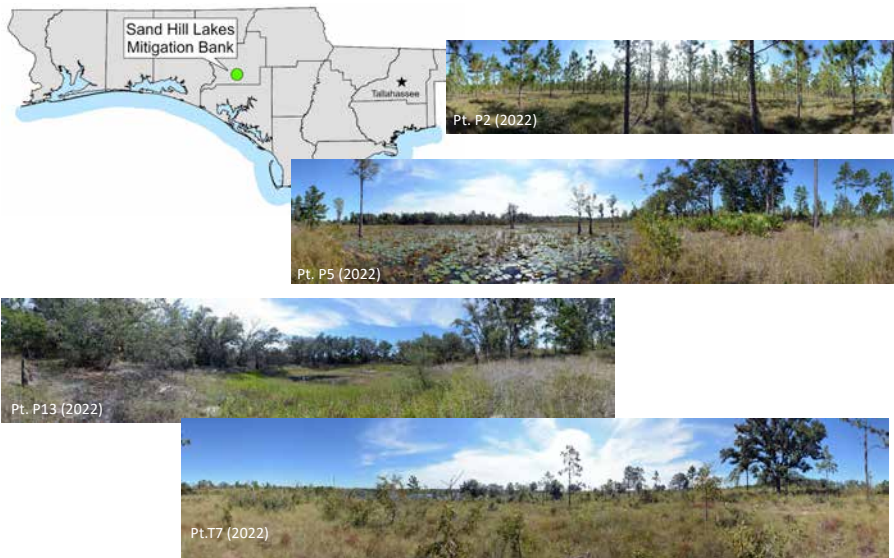 Sand Hill Lakes
Mitigation Bank
Tallahassee
Pt. P2 (2022)
Pt. P5 (2022)
Pt. P13 (2022)
Pt.T7 (2022)